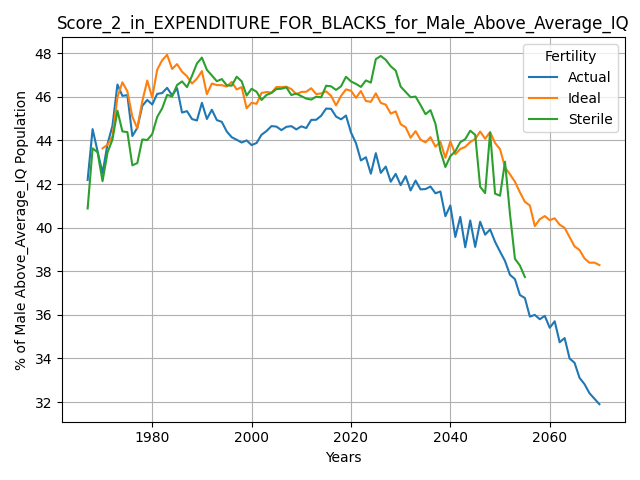 Score_2_in_EXPENDITURE_FOR_BLACKS_for_Male_Above_Average_IQ
Fertility
Actual
Ideal
Sterile
% of Male Above_Average_IQ Population
48
46
44
42
40
38
36
34
32
1980
2000
2020
2040
2060
Years